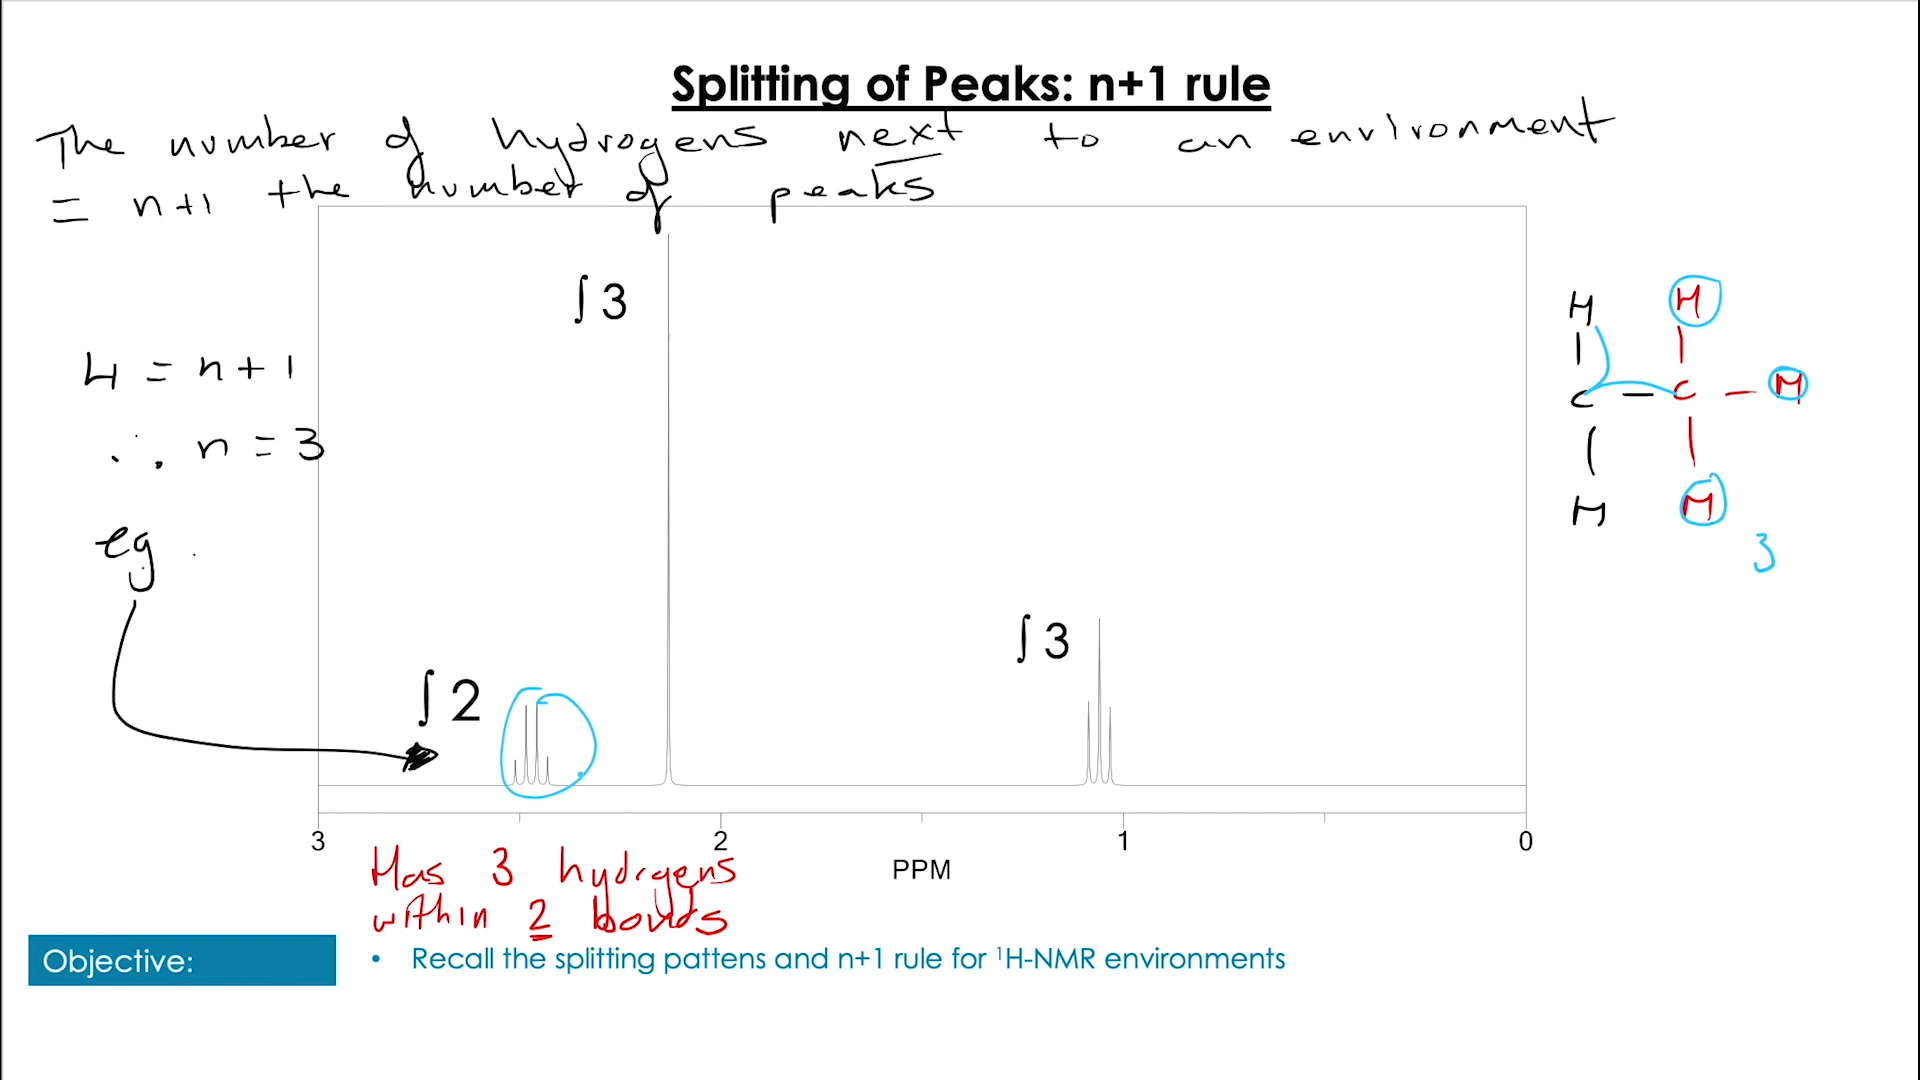 Splitting of Peaks: n+1 rule
The number of hydrogens next to an environment
= n+1 the number of peaks
∫ 3
4 = n+1
∴ n = 3
eg
∫ 2
∫ 3
H H
C - C - H
H H
3
3 2 1 0
PPM
Has 3 hydrgens
within 2 bonds
Objective:
• Recall the splitting pattens and n+1 rule for ¹H-NMR environments